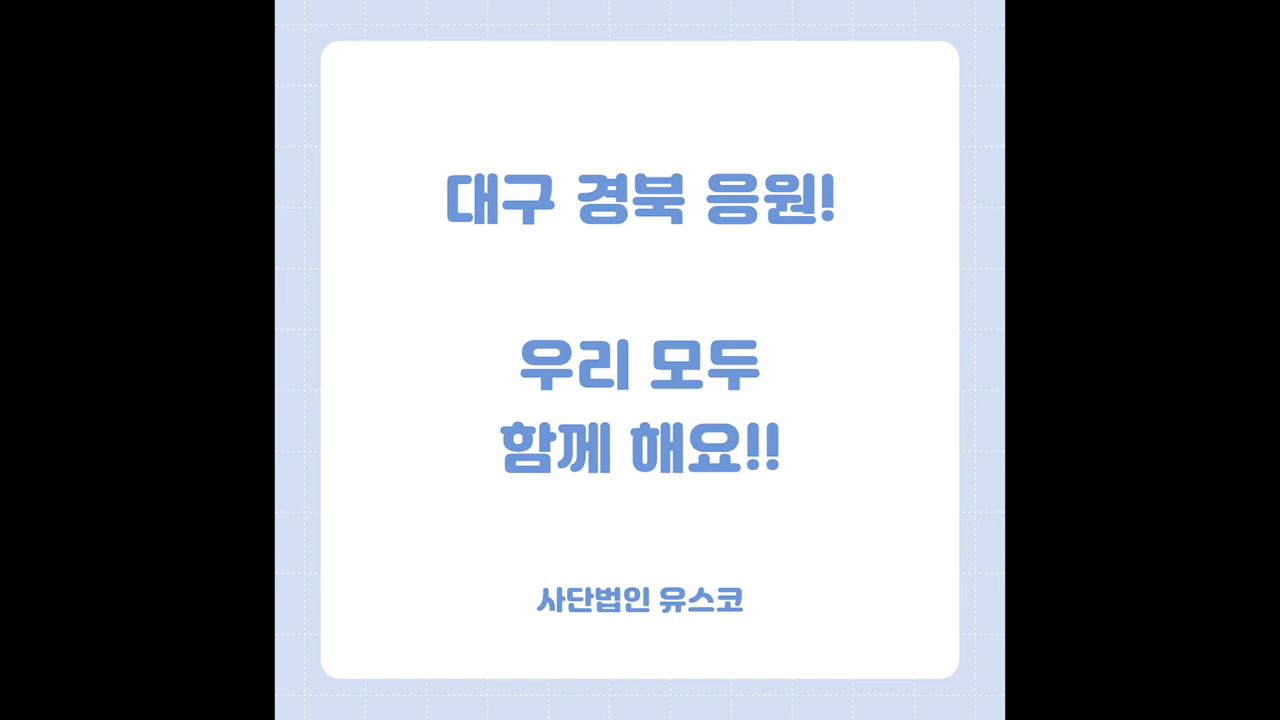 대구 경북 응원!
우리 모두
함께 해요!!
사단법인 유스코